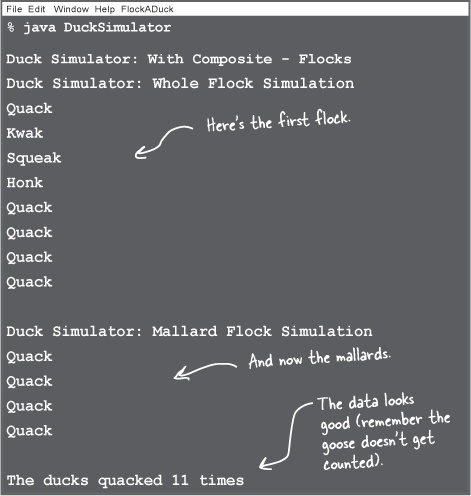 File Edit Window Help FlockADuck
% java DuckSimulator
Duck Simulator: With Composite - Flocks
Duck Simulator: Whole Flock Simulation
Quack
Kwak
Squeak
Honk
Quack
Quack
Quack
Quack
Here's the first flock.
Duck Simulator: Mallard Flock Simulation
Quack
Quack
Quack
Quack
And now the mallards.
The data looks
good (remember the
goose doesn't get
counted).
The ducks quacked 11 times